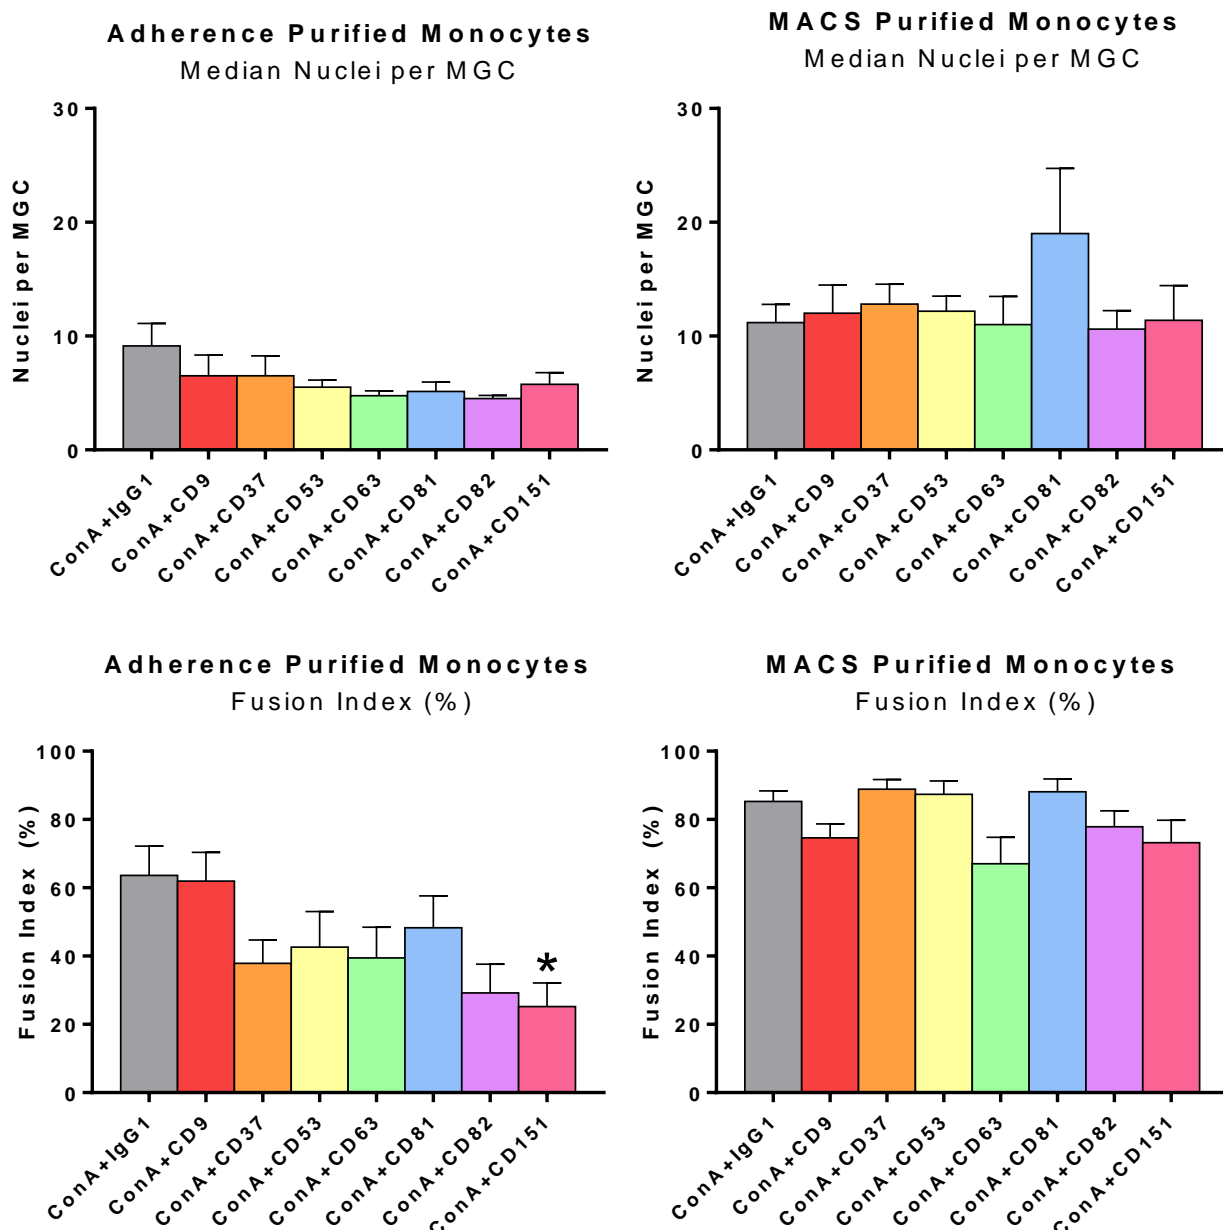 Adherence Purified Monocytes
Median Nuclei per MGC
Nuclei per MGC
30
20
10
0
ConA+IgG1
ConA+CD9
ConA+CD37
ConA+CD53
ConA+CD63
ConA+CD81
ConA+CD82
ConA+CD151
MACS Purified Monocytes
Median Nuclei per MGC
Nuclei per MGC
30
20
10
0
ConA+IgG1
ConA+CD9
ConA+CD37
ConA+CD53
ConA+CD63
ConA+CD81
ConA+CD82
ConA+CD151
Adherence Purified Monocytes
Fusion Index (%)
Fusion Index (%)
100
80
60
40
20
0
*
ConA+IgG1
ConA+CD9
ConA+CD37
ConA+CD53
ConA+CD63
ConA+CD81
ConA+CD82
ConA+CD151
MACS Purified Monocytes
Fusion Index (%)
Fusion Index (%)
100
80
60
40
20
0
ConA+IgG1
ConA+CD9
ConA+CD37
ConA+CD53
ConA+CD63
ConA+CD81
ConA+CD82
ConA+CD151